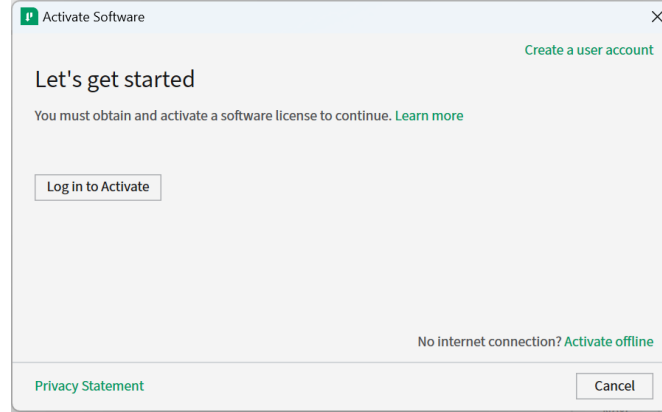 Activate Software
Create a user account
Let's get started
You must obtain and activate a software license to continue. Learn more
Log in to Activate
No internet connection? Activate offline
Privacy Statement
Cancel